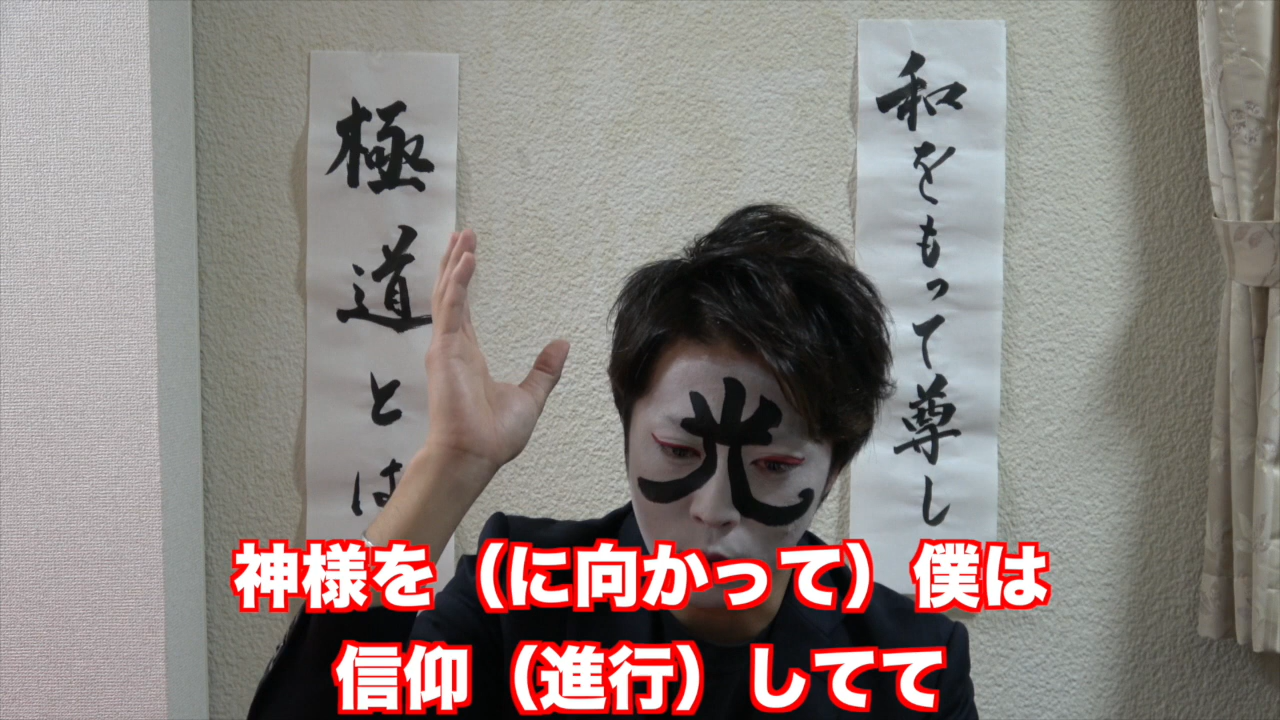 極道とは
和をもって尊し
光
神様を（に向かって）僕は
信仰（進行）してて